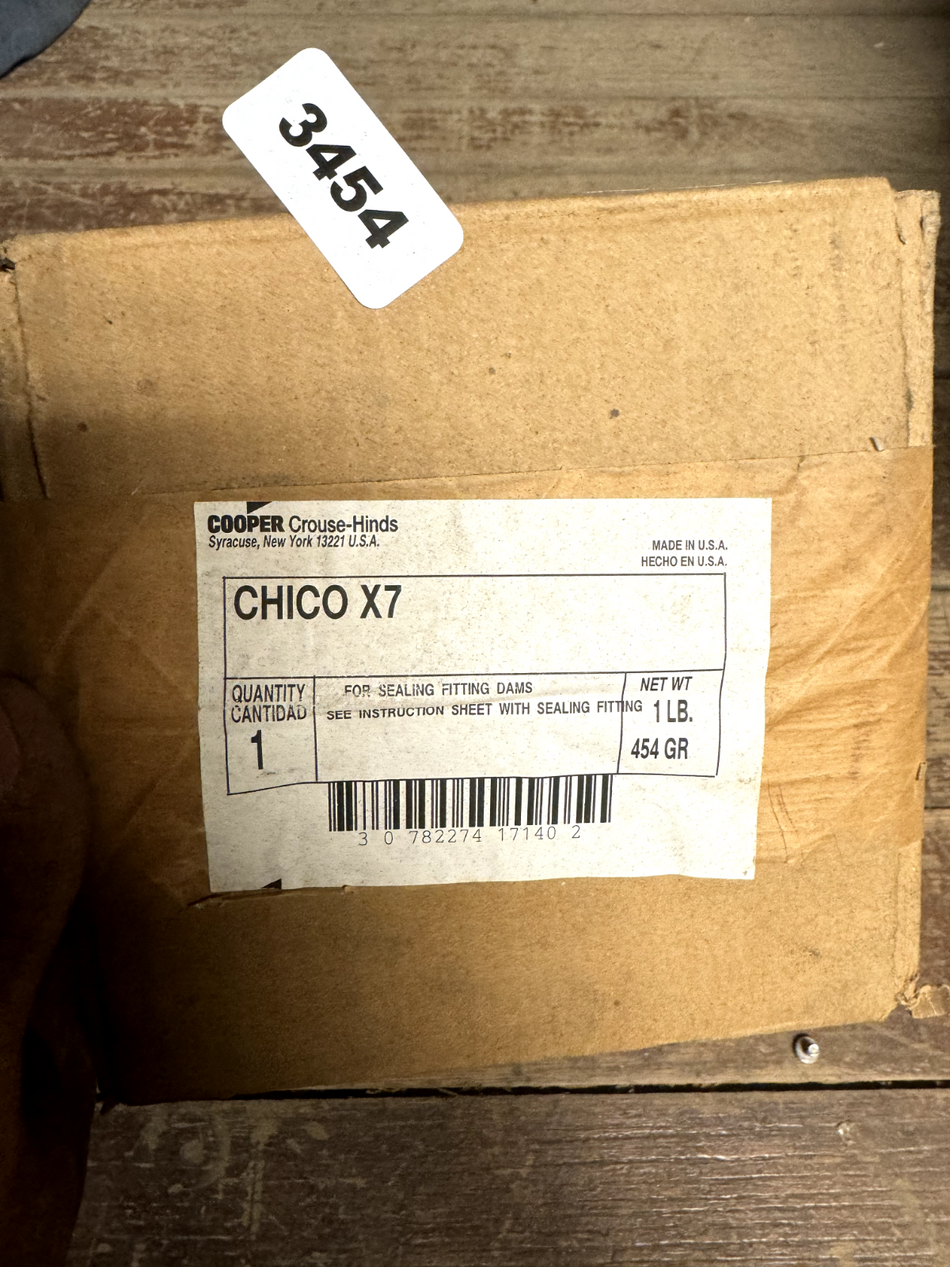 3454
COOPER Crouse-Hinds
Syracuse, New York 13221 U.S.A.
MADE IN U.S.A.
HECHO EN U.S.A.
CHICO X7
QUANTITY
CANTIDAD
1
FOR SEALING FITTING DAMS
SEE INSTRUCTION SHEET WITH SEALING FITTING
NET WT
1 LB.
454 GR
3 0 782274 17140 2